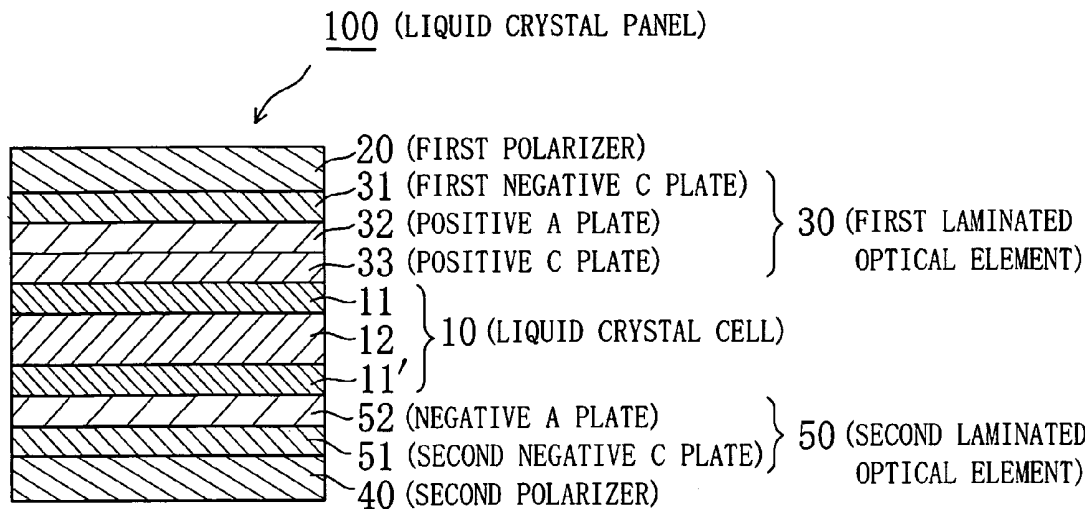 100 (LIQUID CRYSTAL PANEL)
20 (FIRST POLARIZER)
31 (FIRST NEGATIVE C PLATE)
32 (POSITIVE A PLATE)
33 (POSITIVE C PLATE)
30 (FIRST LAMINATED
OPTICAL ELEMENT)
11
12
11'
10 (LIQUID CRYSTAL CELL)
52 (NEGATIVE A PLATE)
51 (SECOND NEGATIVE C PLATE)
50 (SECOND LAMINATED
OPTICAL ELEMENT)
40 (SECOND POLARIZER)